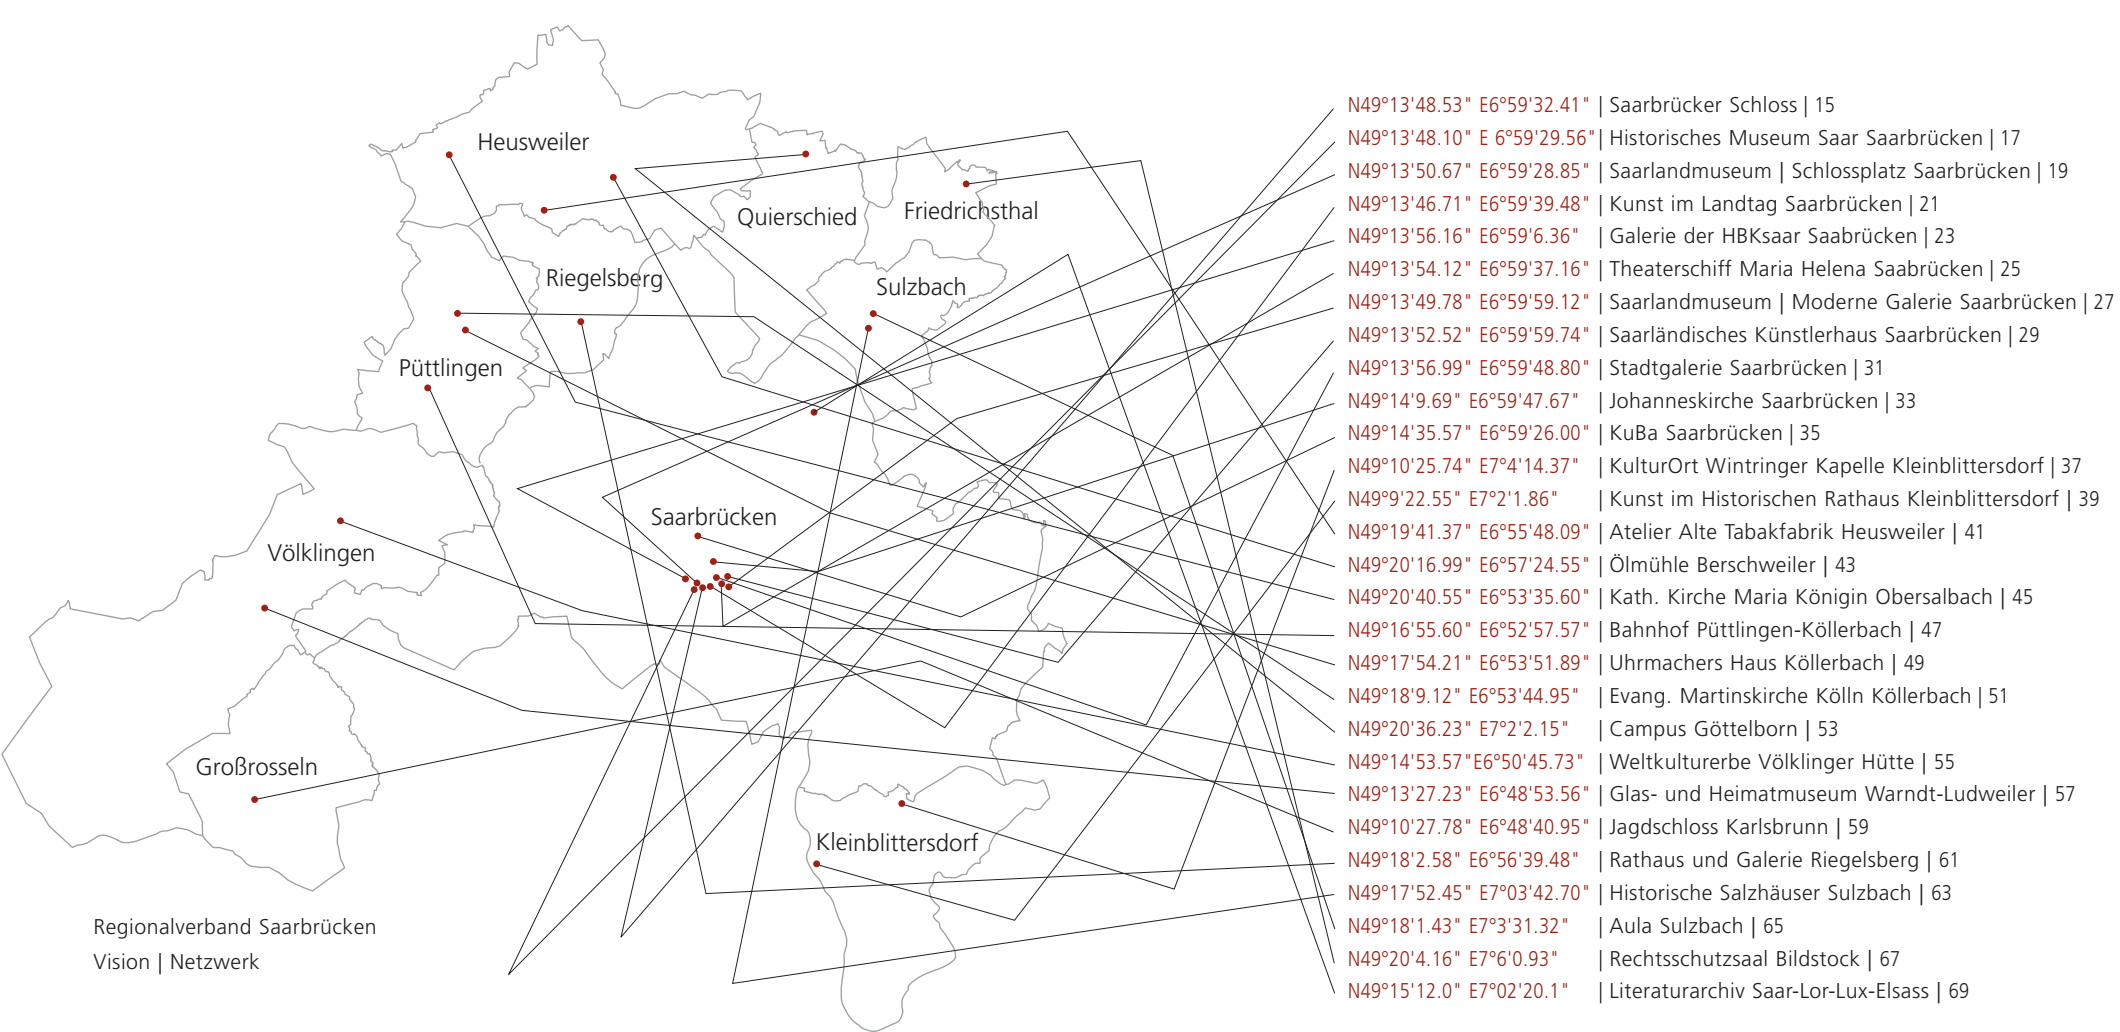 Heusweiler
Quierschied
Friedrichsthal
Riegelsberg
Sulzbach
Püttlingen
Saarbrücken
Völklingen
Großrosseln
Kleinblittersdorf
Regionalverband Saarbrücken
Vision | Netzwerk
N49°13'48.53" E6°59'32.41" | Saarbrücker Schloss | 15
N49°13'48.10" E 6°59'29.56" | Historisches Museum Saar Saarbrücken | 17
N49°13'50.67" E6°59'28.85" | Saarlandmuseum | Schlossplatz Saarbrücken | 19
N49°13'46.71" E6°59'39.48" | Kunst im Landtag Saarbrücken | 21
N49°13'56.16" E6°59'6.36" | Galerie der HBKsaar Saabrücken | 23
N49°13'54.12" E6°59'37.16" | Theaterschiff Maria Helena Saabrücken | 25
N49°13'49.78" E6°59'59.12" | Saarlandmuseum | Moderne Galerie Saarbrücken | 27
N49°13'52.52" E6°59'59.74" | Saarländisches Künstlerhaus Saarbrücken | 29
N49°13'56.99" E6°59'48.80" | Stadtgalerie Saarbrücken | 31
N49°14'9.69" E6°59'47.67" | Johanneskirche Saarbrücken | 33
N49°14'35.57" E6°59'26.00" | KuBa Saarbrücken | 35
N49°10'25.74" E7°4'14.37" | KulturOrt Wintringer Kapelle Kleinblittersdorf | 37
N49°9'22.55" E7°2'1.86" | Kunst im Historischen Rathaus Kleinblittersdorf | 39
N49°19'41.37" E6°55'48.09" | Atelier Alte Tabakfabrik Heusweiler | 41
N49°20'16.99" E6°57'24.55" | Ölmühle Berschweiler | 43
N49°20'40.55" E6°53'35.60" | Kath. Kirche Maria Königin Obersalbach | 45
N49°16'55.60" E6°52'57.57" | Bahnhof Püttlingen-Köllerbach | 47
N49°17'54.21" E6°53'51.89" | Uhrmachers Haus Köllerbach | 49
N49°18'9.12" E6°53'44.95" | Evang. Martinskirche Kölln Köllerbach | 51
N49°20'36.23" E7°2'2.15" | Campus Göttelborn | 53
N49°14'53.57"E6°50'45.73" | Weltkulturerbe Völklinger Hütte | 55
N49°13'27.23" E6°48'53.56" | Glas- und Heimatmuseum Warndt-Ludweiler | 57
N49°10'27.78" E6°48'40.95" | Jagdschloss Karlsbrunn | 59
N49°18'2.58" E6°56'39.48" | Rathaus und Galerie Riegelsberg | 61
N49°17'52.45" E7°03'42.70" | Historische Salzhäuser Sulzbach | 63
N49°18'1.43" E7°3'31.32" | Aula Sulzbach | 65
N49°20'4.16" E7°6'0.93" | Rechtsschutzsaal Bildstock | 67
N49°15'12.0" E7°02'20.1" | Literaturarchiv Saar-Lor-Lux-Elsass | 69